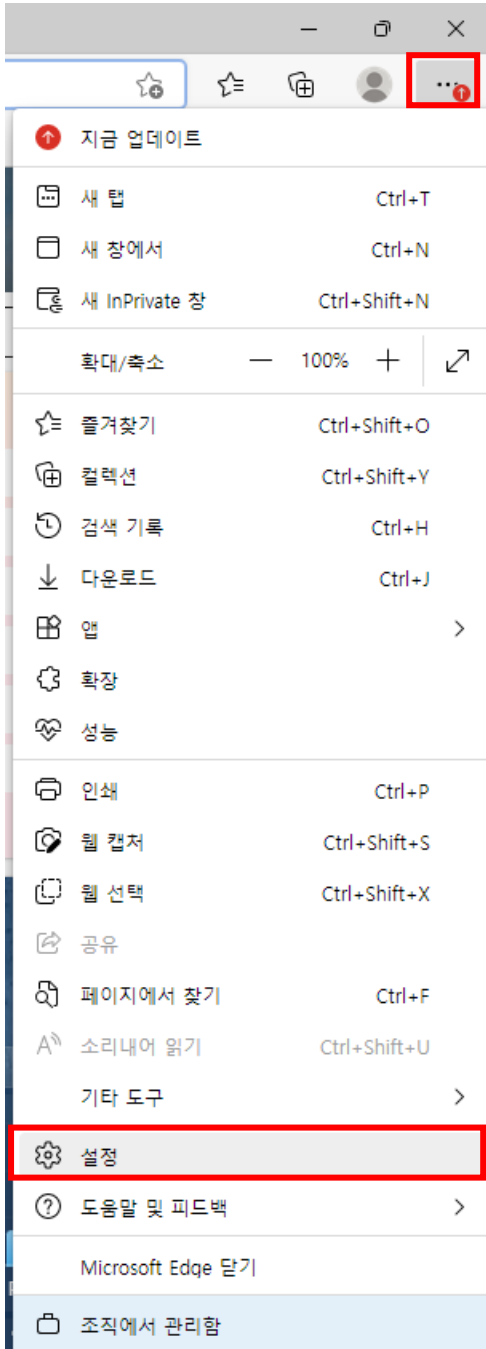 지금 업데이트
새 탭 Ctrl+T
새 창에서 Ctrl+N
새 InPrivate 창 Ctrl+Shift+N
확대/축소 — 100% +
즐겨찾기 Ctrl+Shift+O
컬렉션 Ctrl+Shift+Y
검색 기록 Ctrl+H
다운로드 Ctrl+J
앱
확장
성능
인쇄 Ctrl+P
웹 캡처 Ctrl+Shift+S
웹 선택 Ctrl+Shift+X
공유
페이지에서 찾기 Ctrl+F
소리내어 읽기 Ctrl+Shift+U
기타 도구
설정
도움말 및 피드백
Microsoft Edge 닫기
조직에서 관리함